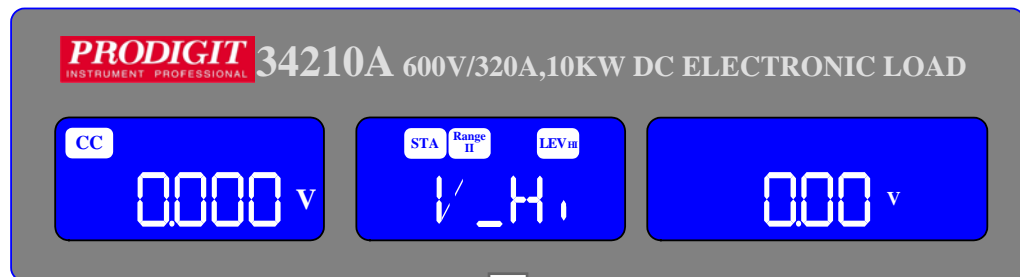 PRODIGIT
INSTRUMENT PROFESSIONAL
34210A 600V/320A,10KW DC ELECTRONIC LOAD
CC
0.000 V
STA Range II LEV HI
V_Hi
0.00 V